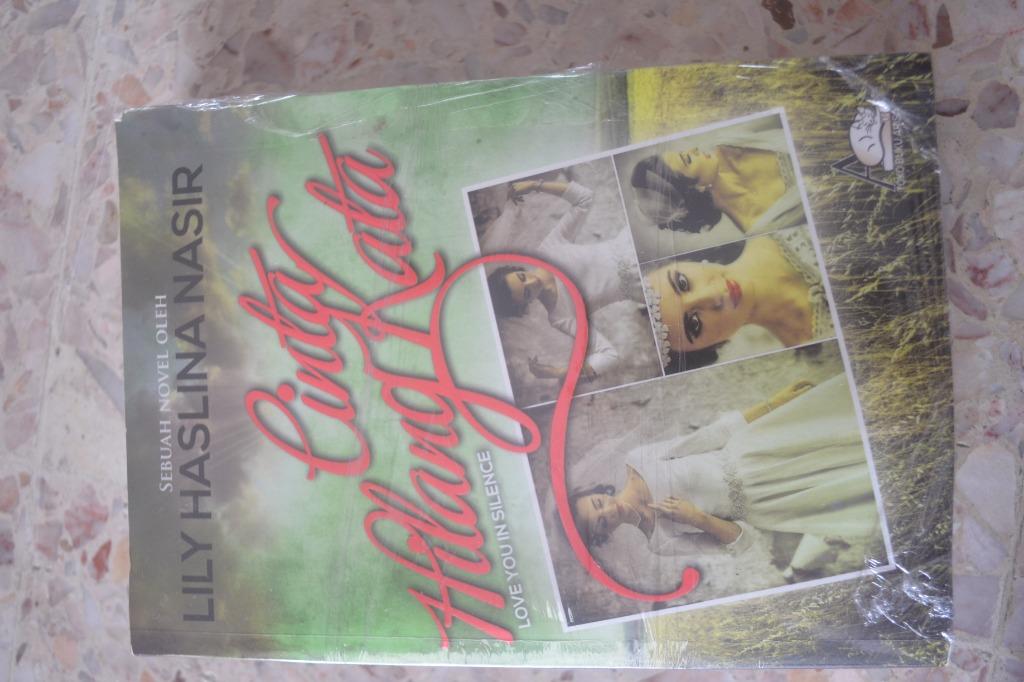 SEBUAH NOVEL OLEH
LILY HASLINA NASIR
Cinta
Hilang Kata
LOVE YOU IN SILENCE